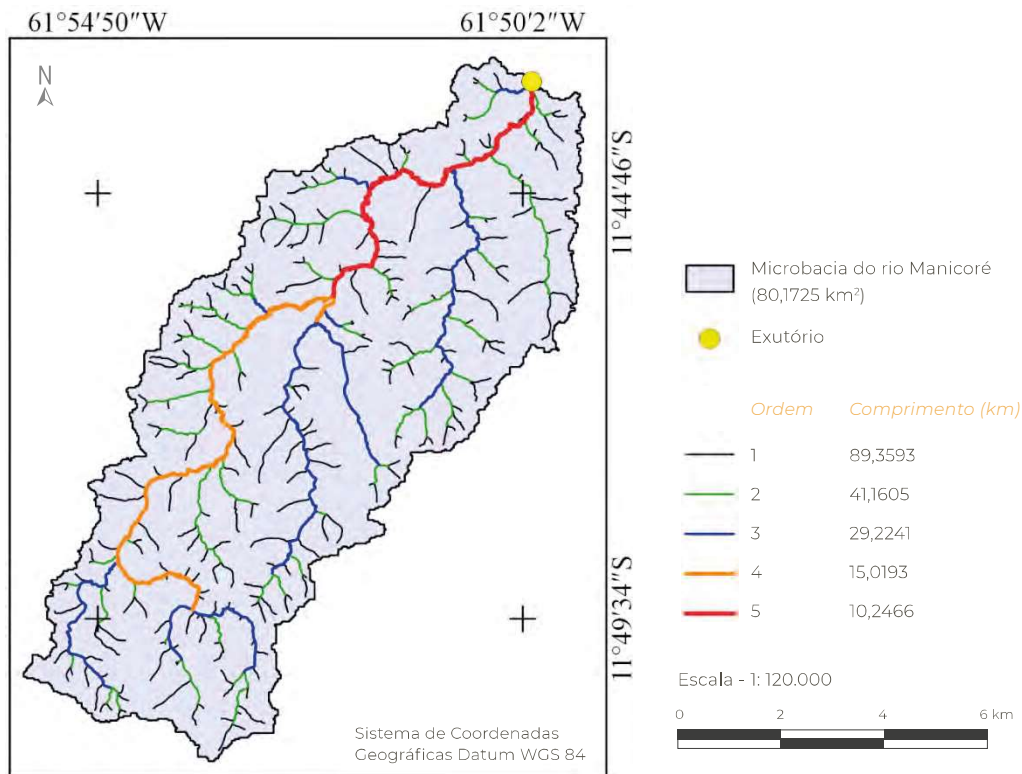 61°54′50″W 61°50′2″W
N
11°44′46″S
11°49′34″S
Sistema de Coordenadas
Geográficas Datum WGS 84
Microbacia do rio Manicoré
(80,1725 km²)
Exutório
Ordem Comprimento (km)
1 89,3593
2 41,1605
3 29,2241
4 15,0193
5 10,2466
Escala - 1: 120.000
0 2 4 6 km